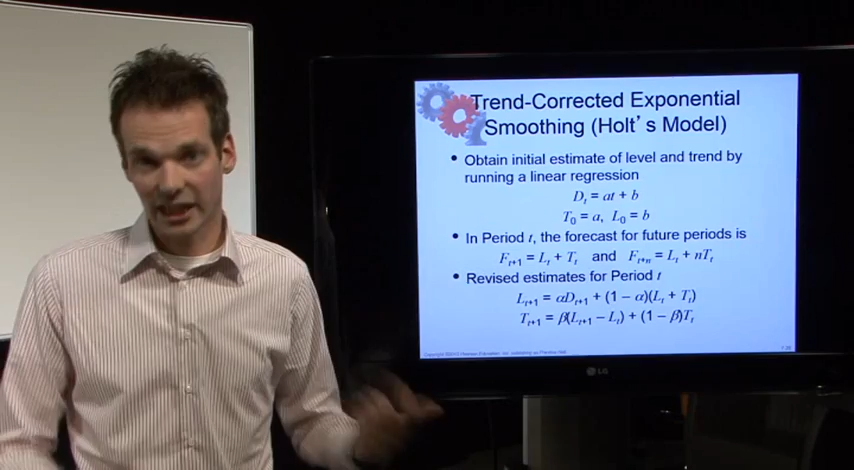 Trend-Corrected Exponential
Smoothing (Holt's Model)
• Obtain initial estimate of level and trend by
running a linear regression
Dₜ = at + b
T₀ = a, L₀ = b
• In Period t, the forecast for future periods is
Fₜ₊₁ = Lₜ + Tₜ and Fₜ₊ₙ = Lₜ + nTₜ
• Revised estimates for Period t
Lₜ₊₁ = αDₜ₊₁ + (1 − α)(Lₜ + Tₜ)
Tₜ₊₁ = β(Lₜ₊₁ − Lₜ) + (1 − β)Tₜ
LG